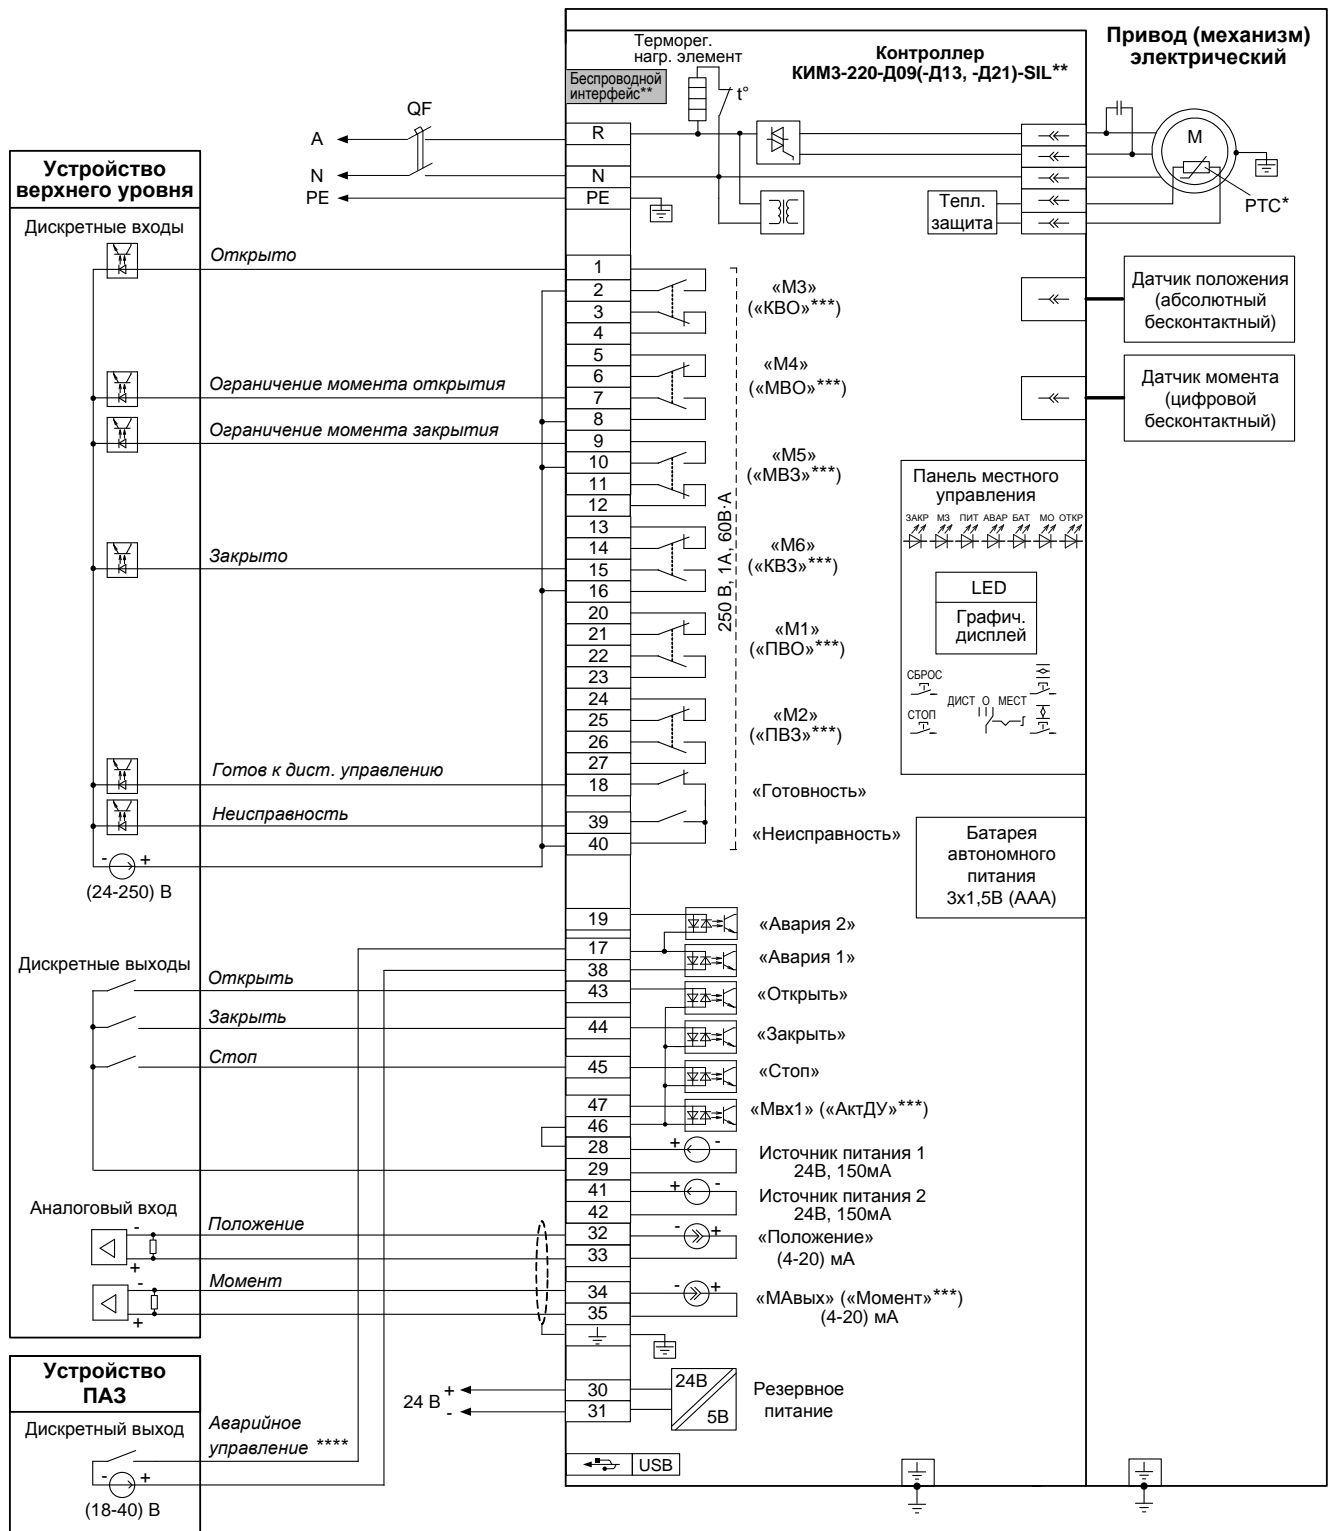 Привод (механизм)
электрический
Контроллер
КИМ3-220-Д09(-Д13, -Д21)-SIL**
Терморег.
нагр. элемент
Беспроводной
интерфейс**
t°
QF
A
N
PE
R
N
PE
M
PTC*
Тепл.
защита
Устройство
верхнего уровня
Дискретные входы
Открыто
1
2
3
4
«М3»
(«КВО»***)
Датчик положения
(абсолютный
бесконтактный)
5
6
7
8
«М4»
(«МВО»***)
Ограничение момента открытия
Датчик момента
(цифровой
бесконтактный)
Ограничение момента закрытия
9
10
11
12
«М5»
(«МВЗ»***)
Закрыто
13
14
15
16
«М6»
(«КВЗ»***)
20
21
22
23
«М1»
(«ПВО»***)
24
25
26
27
«М2»
(«ПВЗ»***)
250 В, 1А, 60В·А
Панель местного
управления
ЗАКР МЗ ПИТ АВАР БАТ МО ОТКР
LED
Графич.
дисплей
СБРОС
СТОП
ДИСТ О МЕСТ
Готов к дист. управлению
18
«Готовность»
Неисправность
39
40
«Неисправность»
- +
(24-250) В
Батарея
автономного
питания
3х1,5В (ААА)
19
«Авария 2»
17
38
«Авария 1»
Дискретные выходы
Открыть
43
«Открыть»
Закрыть
44
«Закрыть»
Стоп
45
«Стоп»
47
46
«Мвх1» («АктДУ»***)
28
29
+ -
Источник питания 1
24В, 150мА
41
42
+ -
Источник питания 2
24В, 150мА
Аналоговый вход
Положение
-
+
32
33
- +
«Положение»
(4-20) мА
Момент
-
+
34
35
- +
«МАвых» («Момент»***)
(4-20) мА
Устройство
ПАЗ
Дискретный выход
Аварийное
управление ****
- +
(18-40) В
24 В
+
-
30
31
24В
5В
Резервное
питание
USB